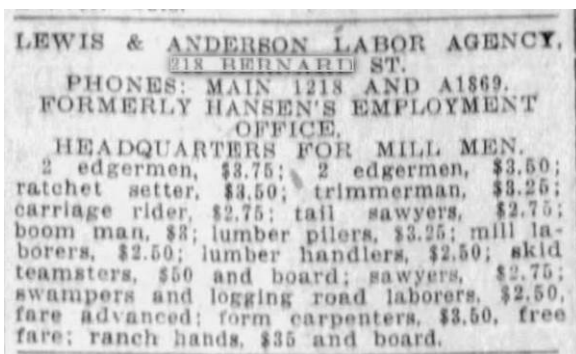 LEWIS & ANDERSON LABOR AGENCY,
218 BERNARD ST.
PHONES: MAIN 1218 AND A1869.
FORMERLY HANSEN'S EMPLOYMENT
OFFICE.
HEADQUARTERS FOR MILL MEN.
2 edgermen, $3.75; 2 edgermen, $3.50;
ratchet setter, $3.50; trimmerman, $3.25;
carriage rider, $2.75; tail sawyers, $2.75;
boom man, $3; lumber pilers, $3.25; mill la-
borers, $2.50; lumber handlers, $2.50; skid
teamsters, $50 and board; sawyers, $2.75;
swampers and logging road laborers, $2.50,
fare advanced; form carpenters, $3.50, free
fare; ranch hands, $35 and board.